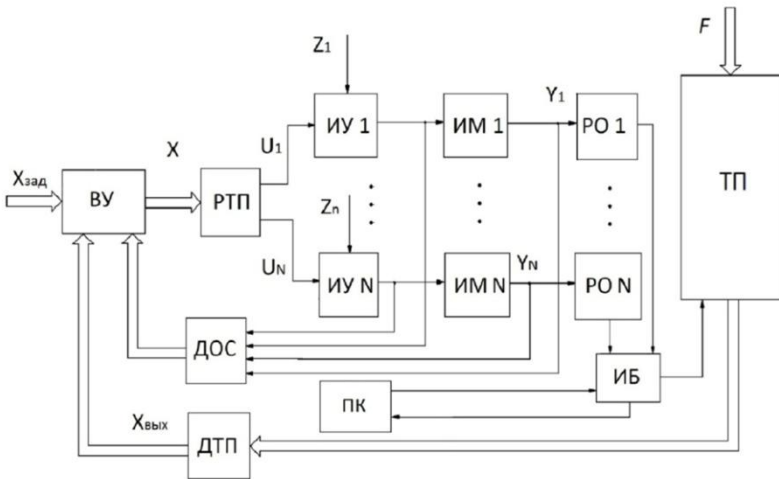 F
Z1
Y1
ИУ 1
ИМ 1
РО 1
ТП
X
U1
Xзад
ВУ
РТП
Zn
UN
YN
ИУ N
ИМ N
РО N
ДОС
ПК
ИБ
Xвых
ДТП